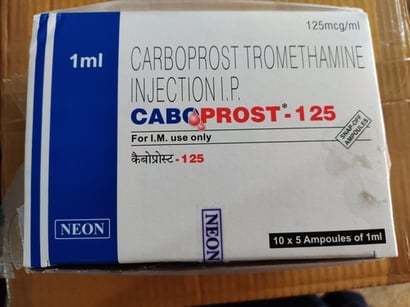 125mcg/ml
1ml
CARBOPROST TROMETHAMINE
INJECTION I.P.
CABOPROST®-125
For I.M. use only
कैबोप्रोस्ट-125
SNAP-OFF
AMPOULES
NEON
NEON
10 x 5 Ampoules of 1ml